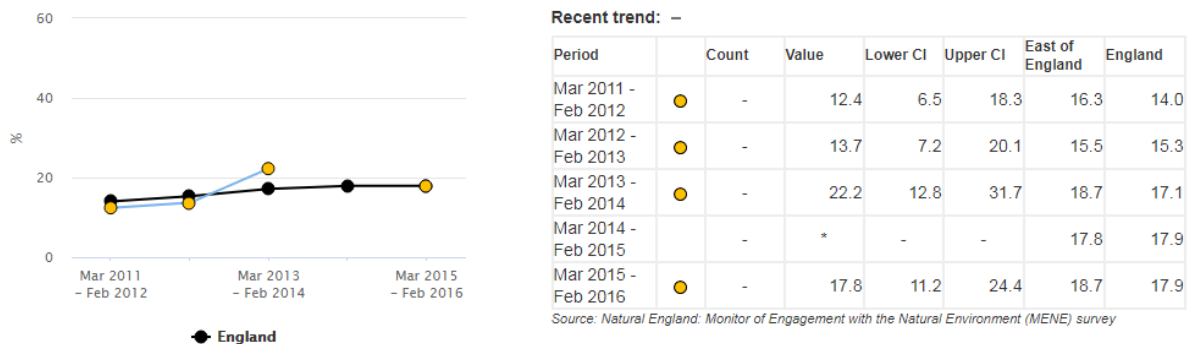 60
40
%
20
0
Mar 2011
– Feb 2012
Mar 2013
– Feb 2014
Mar 2015
– Feb 2016
England
Recent trend: –
Period Count Value Lower CI Upper CI East of England England
Mar 2011 - Feb 2012 - 12.4 6.5 18.3 16.3 14.0
Mar 2012 - Feb 2013 - 13.7 7.2 20.1 15.5 15.3
Mar 2013 - Feb 2014 - 22.2 12.8 31.7 18.7 17.1
Mar 2014 - Feb 2015 - * - - 17.8 17.9
Mar 2015 - Feb 2016 - 17.8 11.2 24.4 18.7 17.9
Source: Natural England: Monitor of Engagement with the Natural Environment (MENE) survey